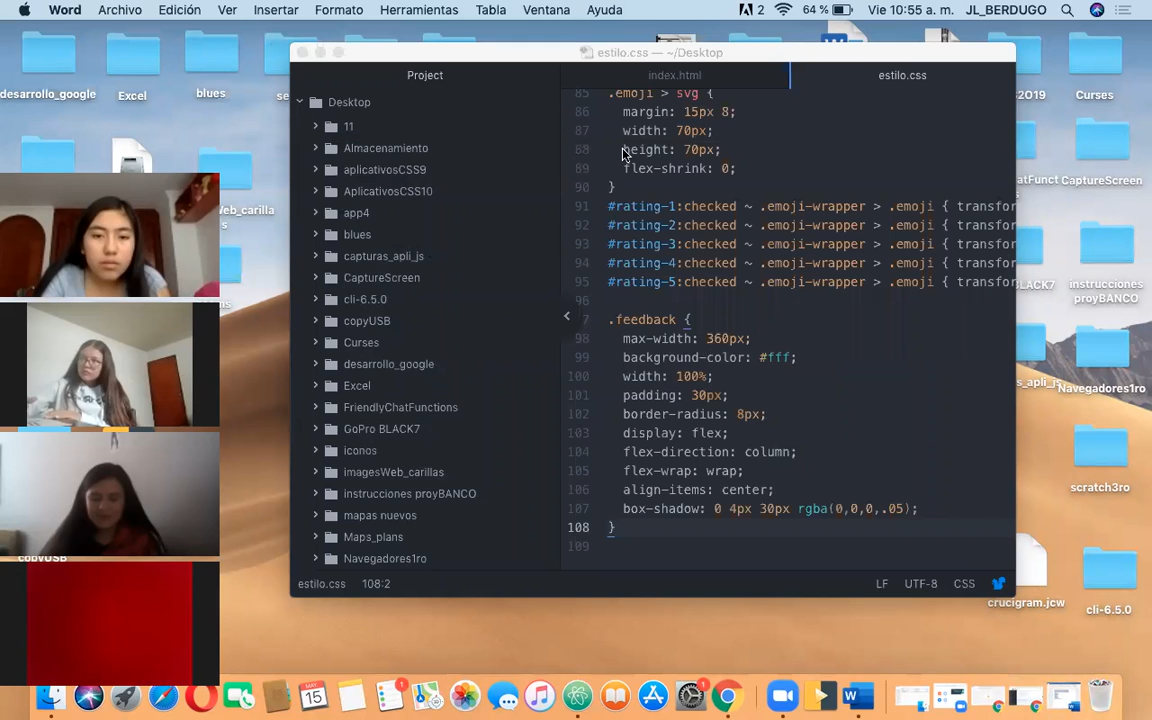 Word Archivo Edición Ver Insertar Formato Herramientas Tabla Ventana Ayuda 2 64 % Vie 10:55 a. m. JL_BERDUGO
desarrollo_google
Excel
blues
Curses
CaptureScreen
instrucciones
proyBANCO
Navegadores1ro
scratch3ro
cli-6.5.0
crucigram.jcw
copyUSB
estilo.css — ~/Desktop
Project
index.html
estilo.css
Desktop
11
Almacenamiento
aplicativosCSS9
AplicativosCSS10
app4
blues
capturas_apli_js
CaptureScreen
cli-6.5.0
copyUSB
Curses
desarrollo_google
Excel
FriendlyChatFunctions
GoPro BLACK7
iconos
imagesWeb_carillas
instrucciones proyBANCO
mapas nuevos
Maps_plans
Navegadores1ro
85 .emoji > svg {
86 margin: 15px 8;
87 width: 70px;
88 height: 70px;
89 flex-shrink: 0;
90 }
91 #rating-1:checked ~ .emoji-wrapper > .emoji { transfor
92 #rating-2:checked ~ .emoji-wrapper > .emoji { transfor
93 #rating-3:checked ~ .emoji-wrapper > .emoji { transfor
94 #rating-4:checked ~ .emoji-wrapper > .emoji { transfor
95 #rating-5:checked ~ .emoji-wrapper > .emoji { transfor
96
97 .feedback {
98 max-width: 360px;
99 background-color: #fff;
100 width: 100%;
101 padding: 30px;
102 border-radius: 8px;
103 display: flex;
104 flex-direction: column;
105 flex-wrap: wrap;
106 align-items: center;
107 box-shadow: 0 4px 30px rgba(0,0,0,.05);
108 }
109
estilo.css 108:2 LF UTF-8 CSS
MAY
15